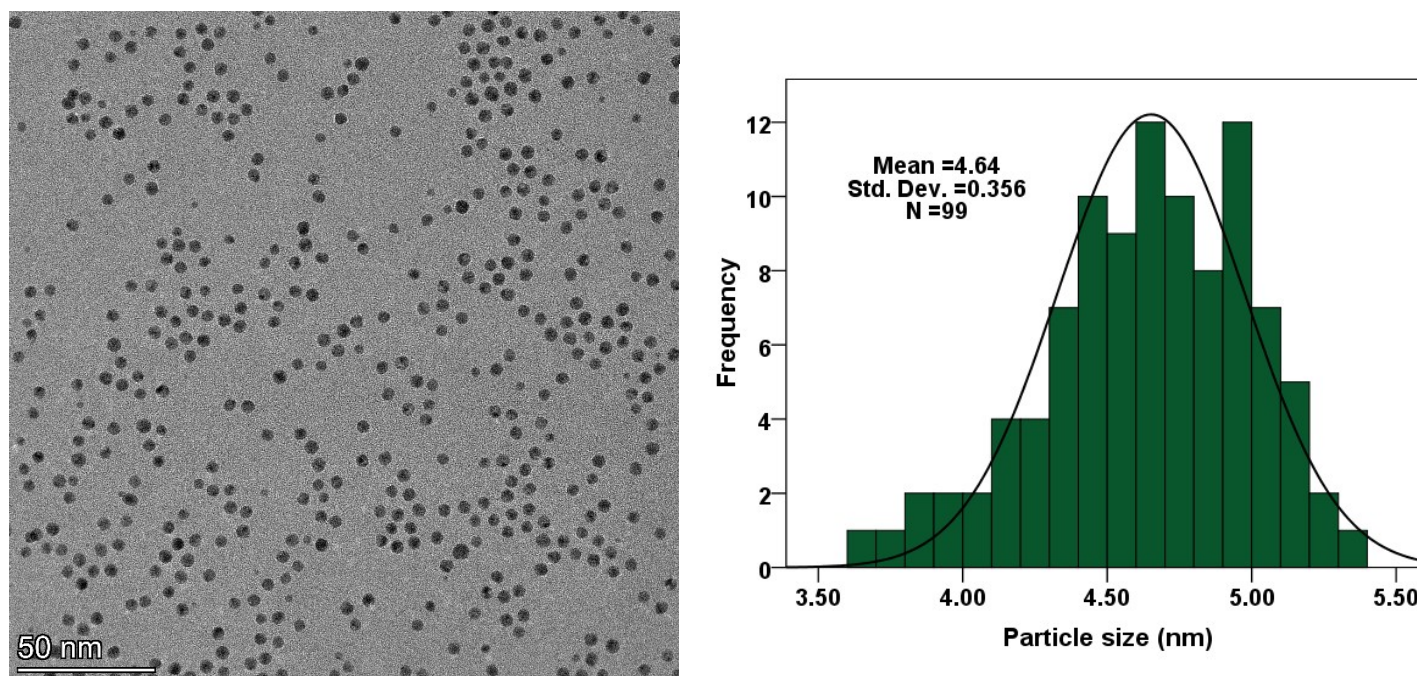 50 nm
Mean =4.64
Std. Dev. =0.356
N =99
Frequency
12
10
8
6
4
2
0
3.50 4.00 4.50 5.00 5.50
Particle size (nm)